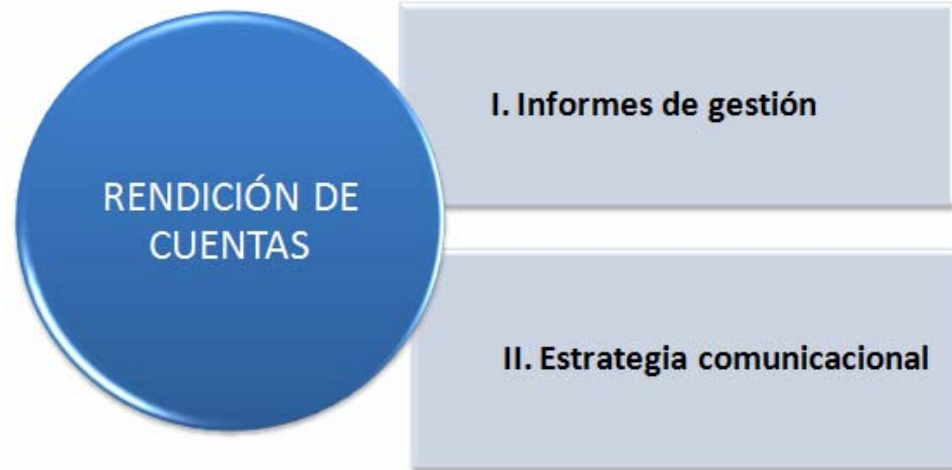 RENDICIÓN DE
CUENTAS
I. Informes de gestión
II. Estrategia comunicacional